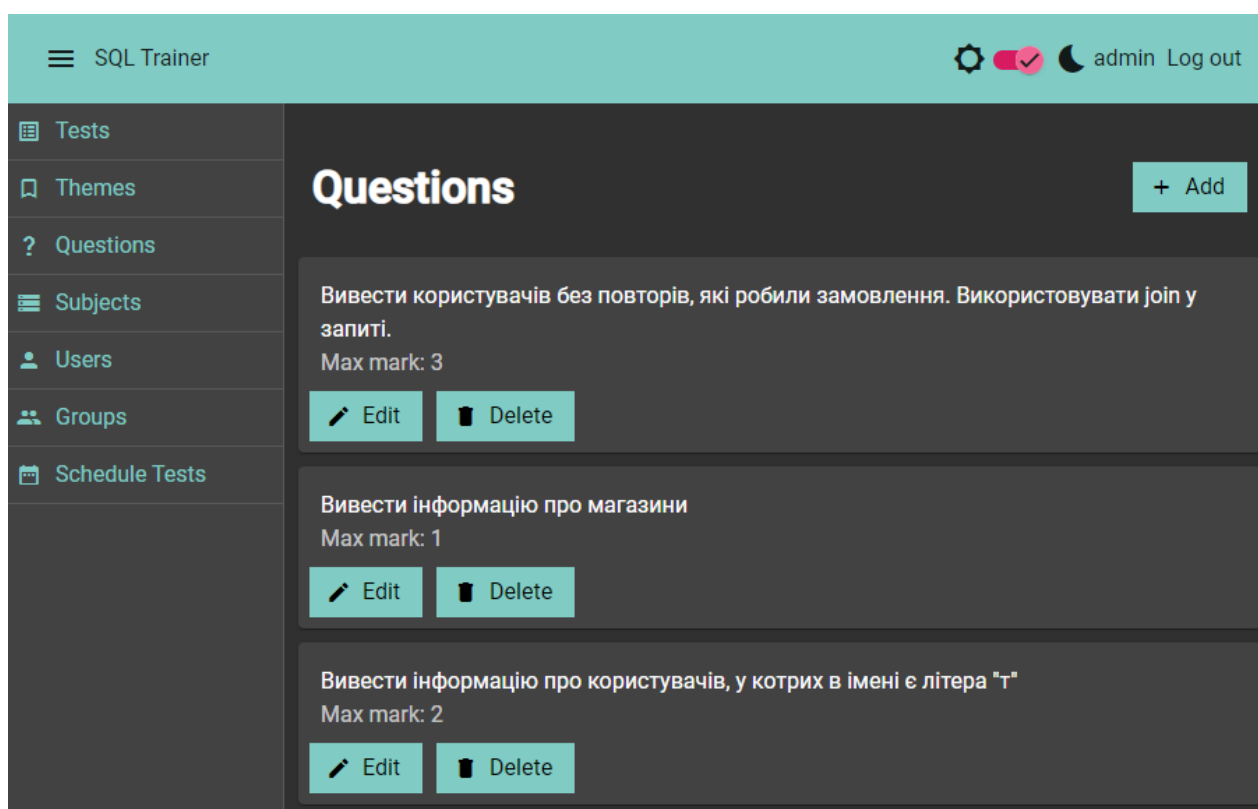 SQL Trainer
admin Log out
Tests
Themes
? Questions
Subjects
Users
Groups
Schedule Tests
Questions
+ Add
Вивести користувачів без повторів, які робили замовлення. Використовувати join у
запиті.
Max mark: 3
Edit Delete
Вивести інформацію про магазини
Max mark: 1
Edit Delete
Вивести інформацію про користувачів, у котрих в імені є літера "т"
Max mark: 2
Edit Delete